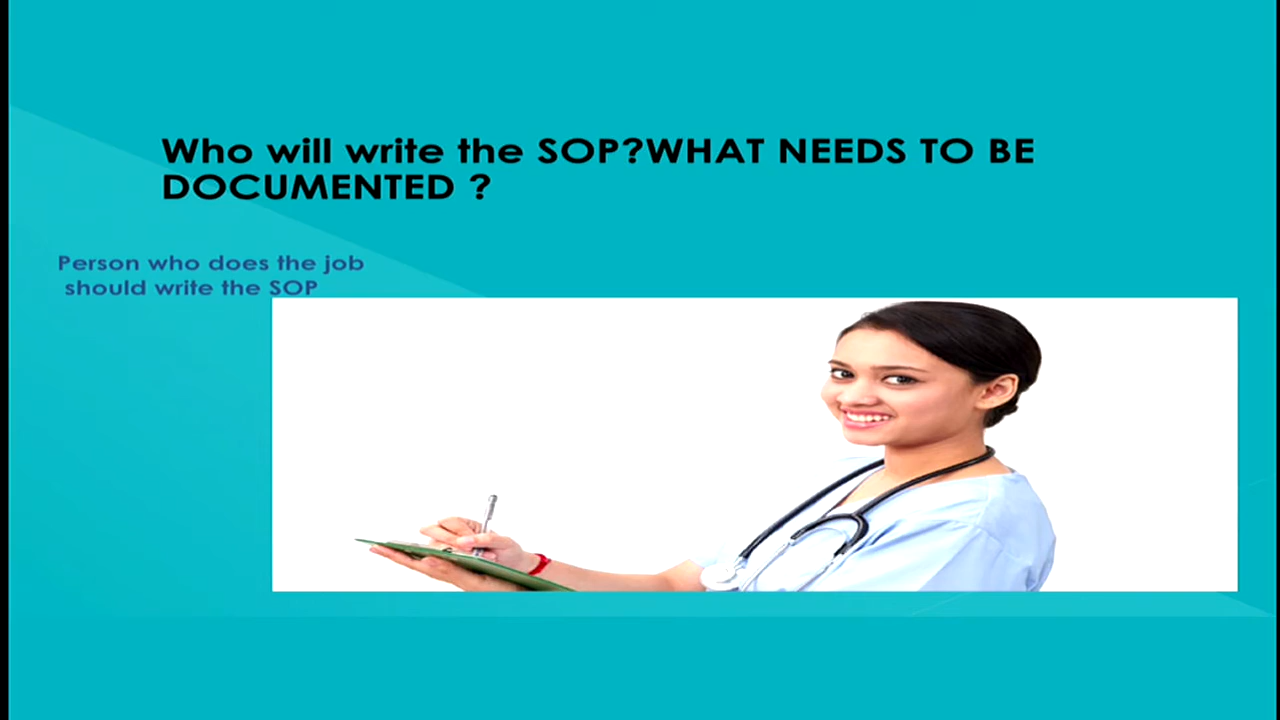 Who will write the SOP?WHAT NEEDS TO BE
DOCUMENTED ?
Person who does the job
should write the SOP